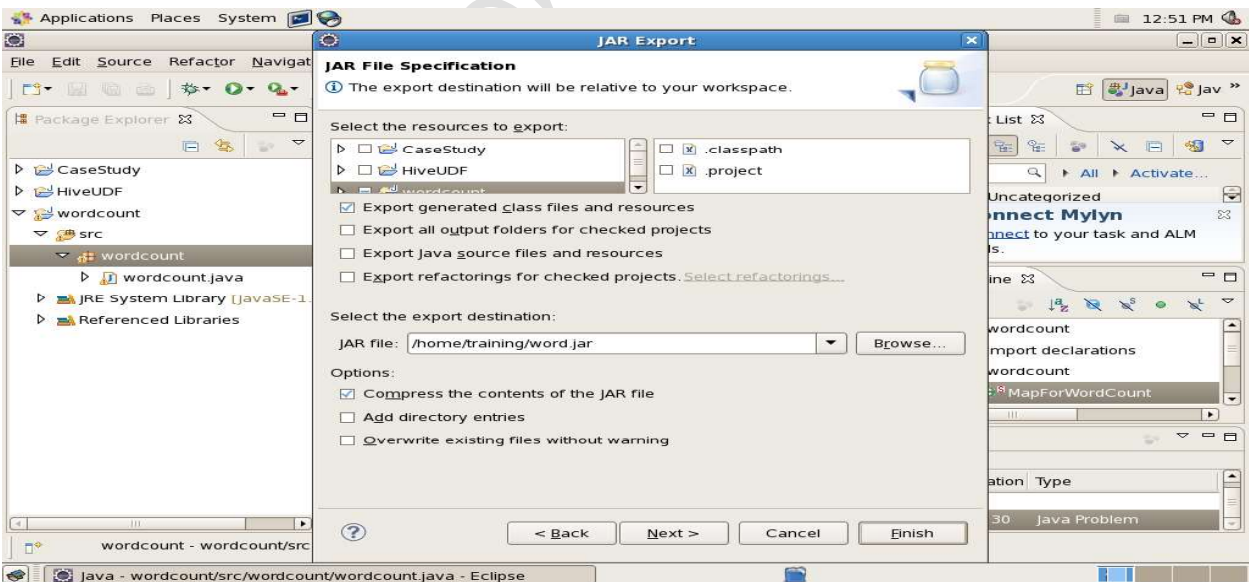 Applications Places System 12:51 PM
JAR Export
File Edit Source Refactor Navigat
JAR File Specification
The export destination will be relative to your workspace.
Java Jav »
Package Explorer
Select the resources to export:
CaseStudy
HiveUDF
wordcount
.classpath
.project
CaseStudy
HiveUDF
wordcount
src
wordcount
wordcount.java
JRE System Library [JavaSE-1.
Referenced Libraries
Export generated class files and resources
Export all output folders for checked projects
Export Java source files and resources
Export refactorings for checked projects. Select refactorings...
Select the export destination:
JAR file: /home/training/word.jar Browse...
Options:
Compress the contents of the JAR file
Add directory entries
Overwrite existing files without warning
< Back Next > Cancel Finish
List
All Activate...
Uncategorized
onnect Mylyn
nnect to your task and ALM
ls.
ine
wordcount
mport declarations
wordcount
MapForWordCount
ation Type
30 Java Problem
wordcount - wordcount/src
Java - wordcount/src/wordcount/wordcount.java - Eclipse